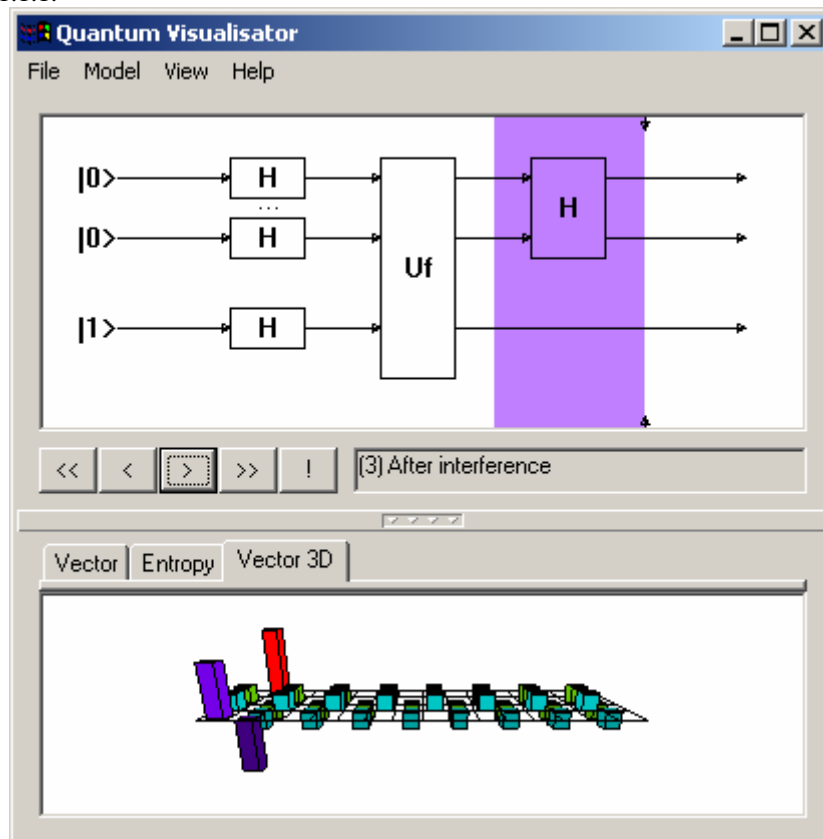 Quantum Visualisator
File Model View Help
|0> H
...
|0> H H
Uf
|1> H
<< < > >> ! (3) After interference
Vector Entropy Vector 3D